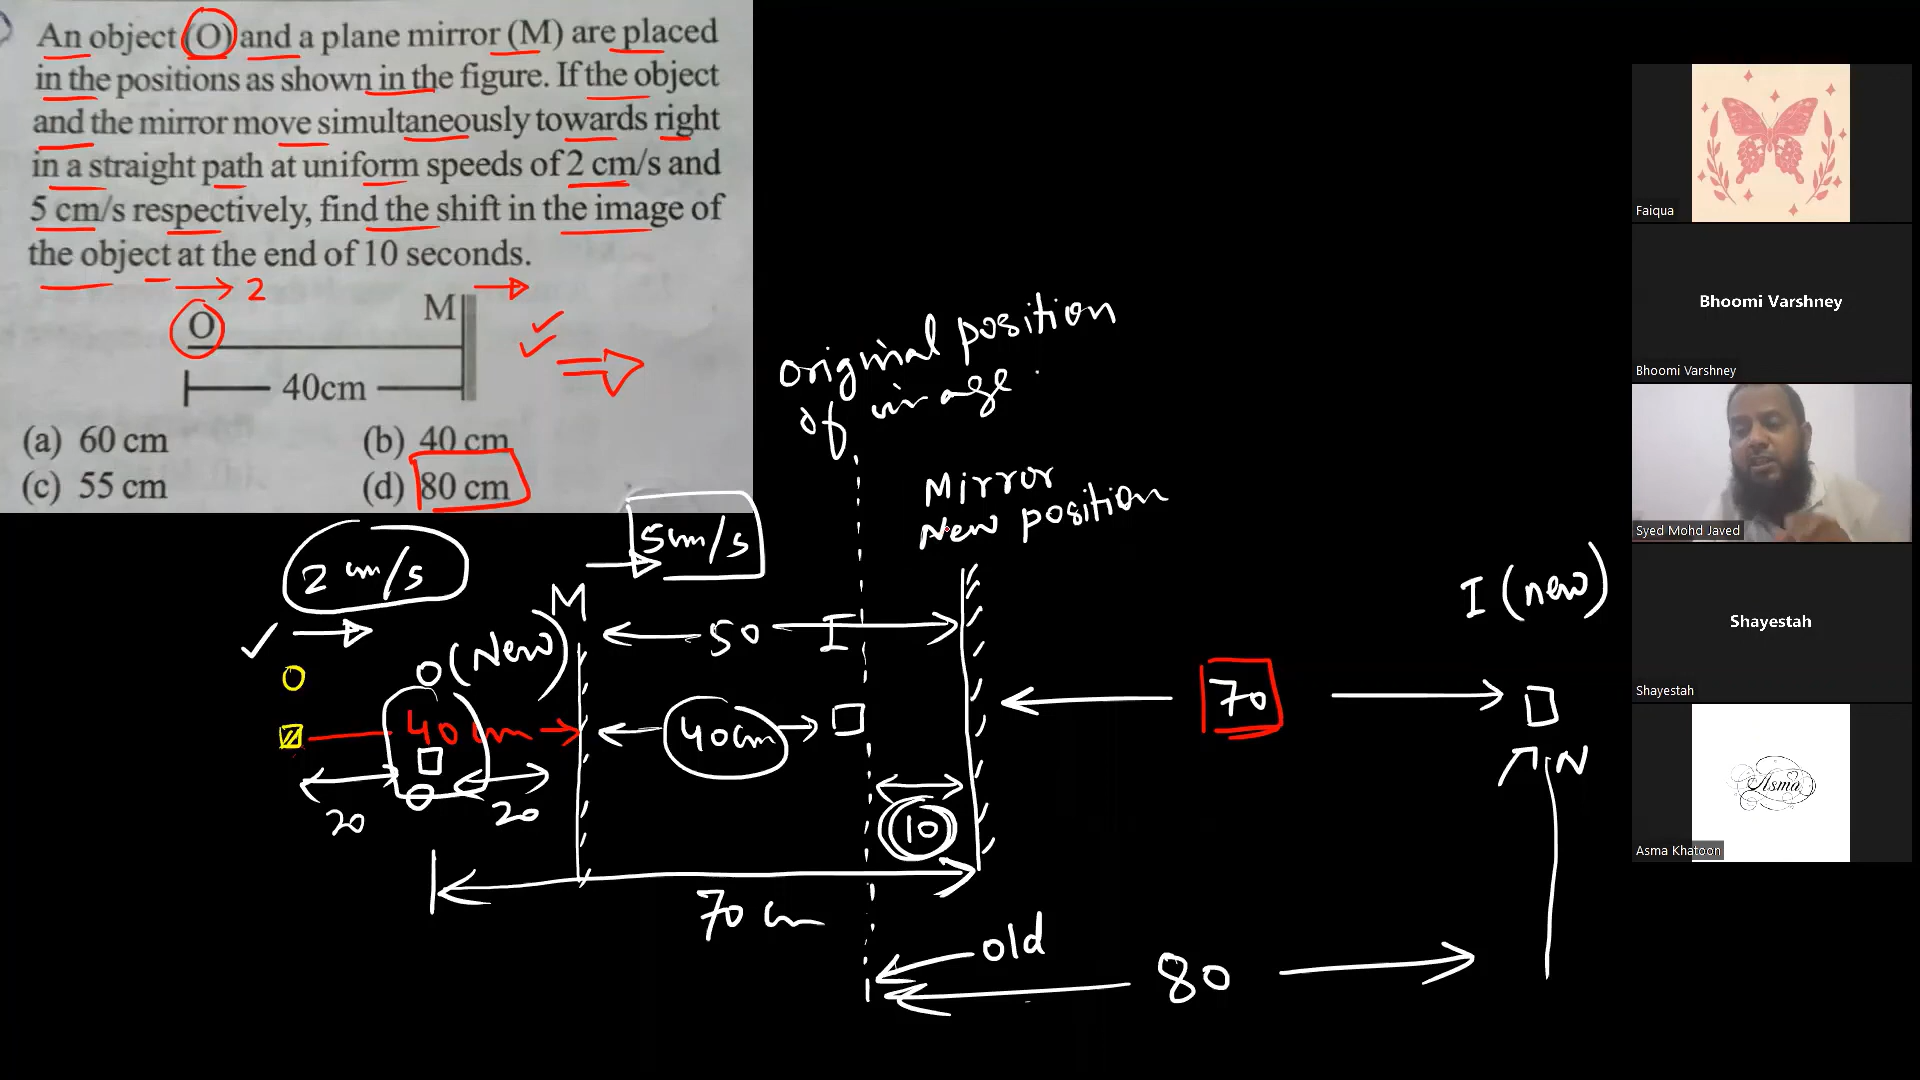 An object (O) and a plane mirror (M) are placed
in the positions as shown in the figure. If the object
and the mirror move simultaneously towards right
in a straight path at uniform speeds of 2 cm/s and
5 cm/s respectively, find the shift in the image of
the object at the end of 10 seconds.
2
O
M
40cm
(a) 60 cm
(b) 40 cm
(c) 55 cm
(d) 80 cm
original position
of image.
Mirror
New position
2 cm/s
5cm/s
M
O (New)
50
I
I (new)
O
40 cm
40cm
70
N
20
20
10
70 cm
old
80
Faiqua
Bhoomi Varshney
Bhoomi Varshney
Syed Mohd Javed
Shayestah
Shayestah
Asma
Asma Khatoon